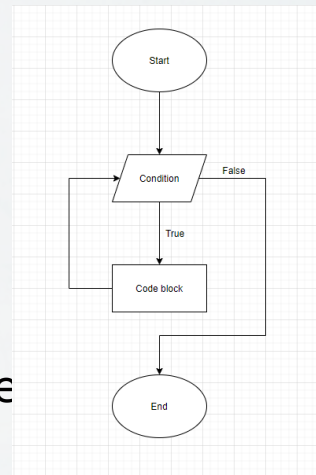 Start
Condition
False
True
Code block
e
End